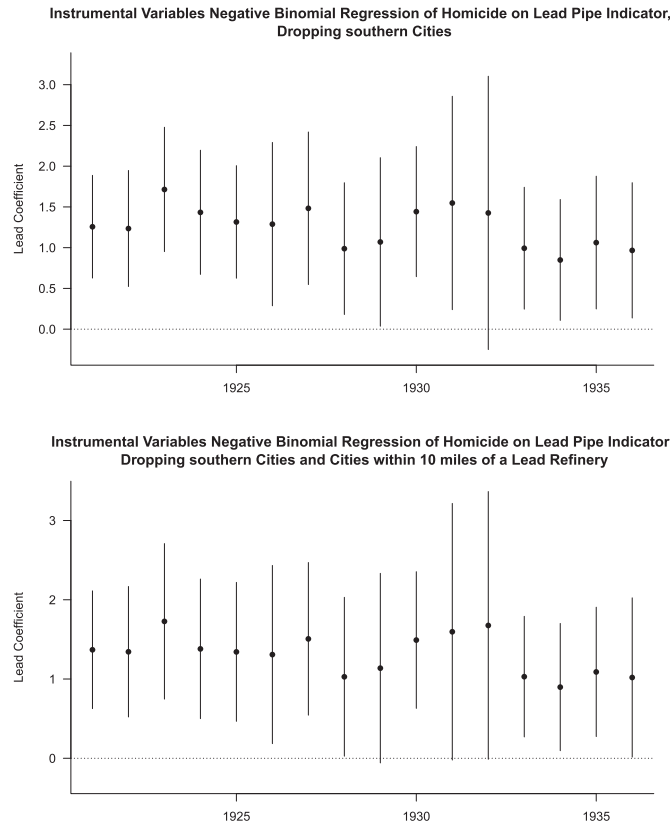 Instrumental Variables Negative Binomial Regression of Homicide on Lead Pipe Indicator,
Dropping southern Cities
3.0
2.5
2.0
1.5
1.0
0.5
0.0
Lead Coefficient
1925
1930
1935
Instrumental Variables Negative Binomial Regression of Homicide on Lead Pipe Indicator
Dropping southern Cities and Cities within 10 miles of a Lead Refinery
3
2
1
0
Lead Coefficient
1925
1930
1935